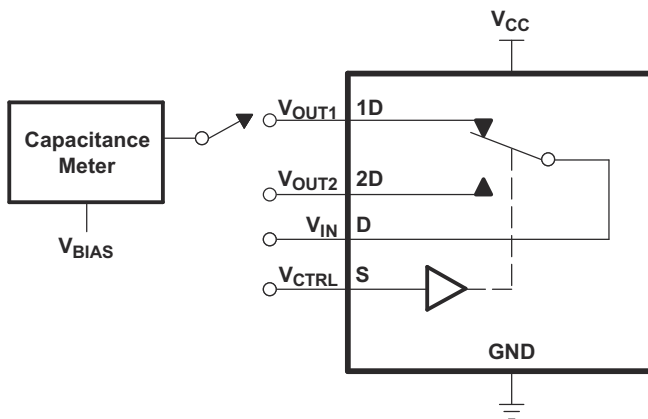 VCC
VOUT1 1D
Capacitance
Meter
VOUT2 2D
VIN D
VBIAS
VCTRL S
GND